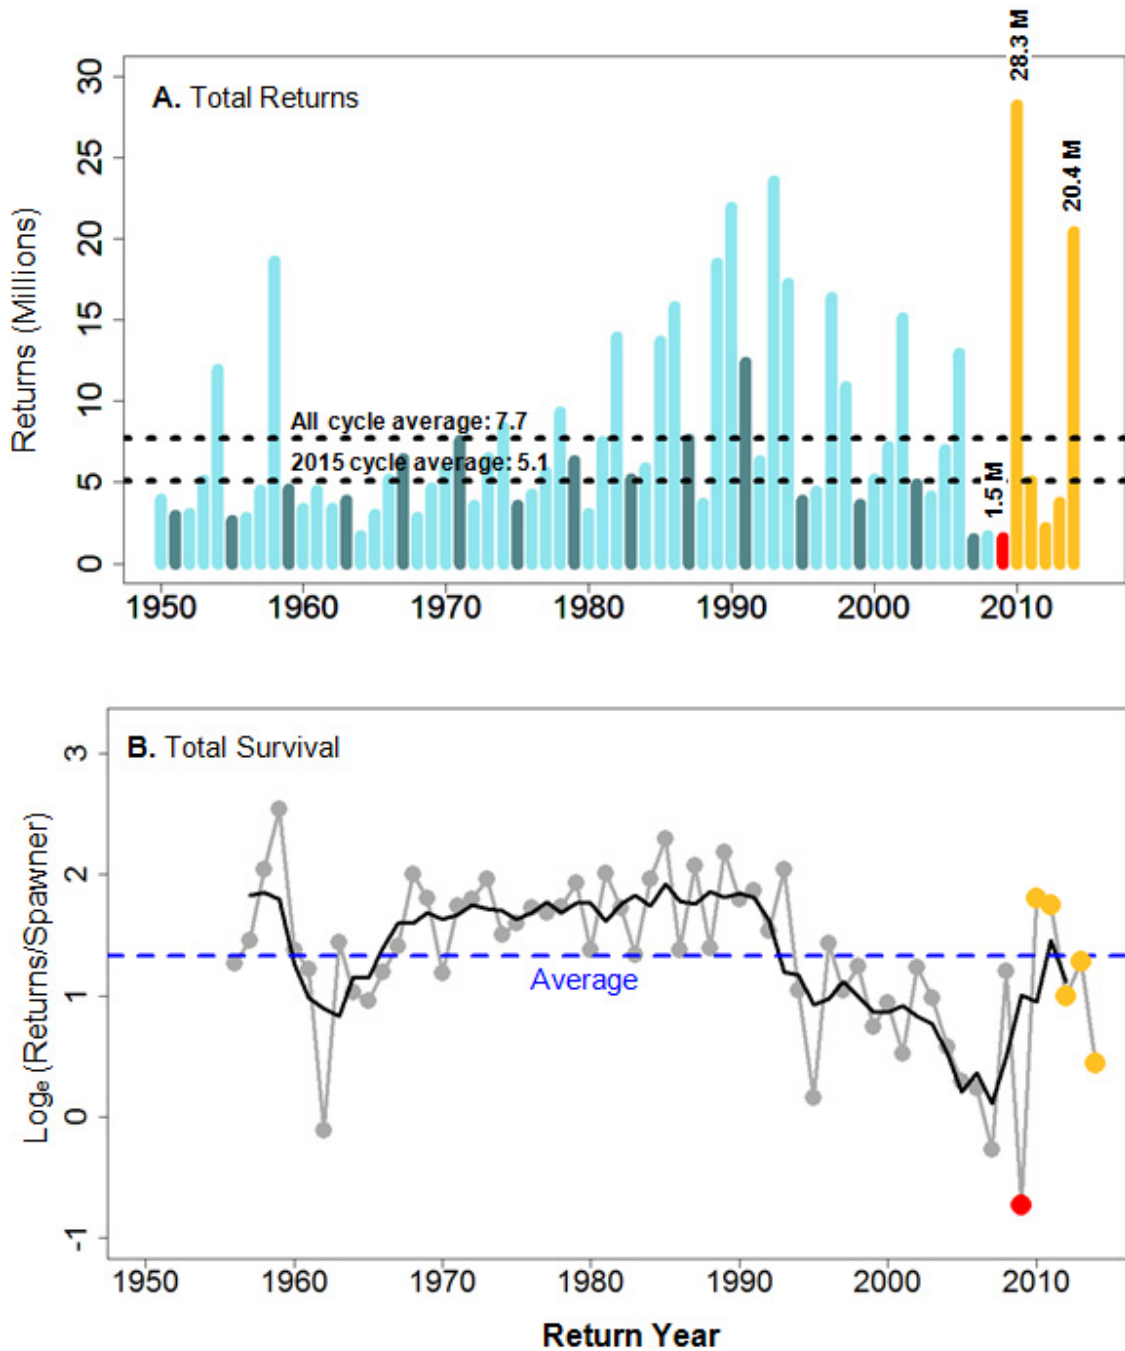 28.3 M
A. Total Returns
30
25
20
15
10
5
0
Returns (Millions)
20.4 M
All cycle average: 7.7
2015 cycle average: 5.1
1.5 M
1950 1960 1970 1980 1990 2000 2010
B. Total Survival
3
2
1
0
-1
Logₑ (Returns/Spawner)
Average
1950 1960 1970 1980 1990 2000 2010
Return Year